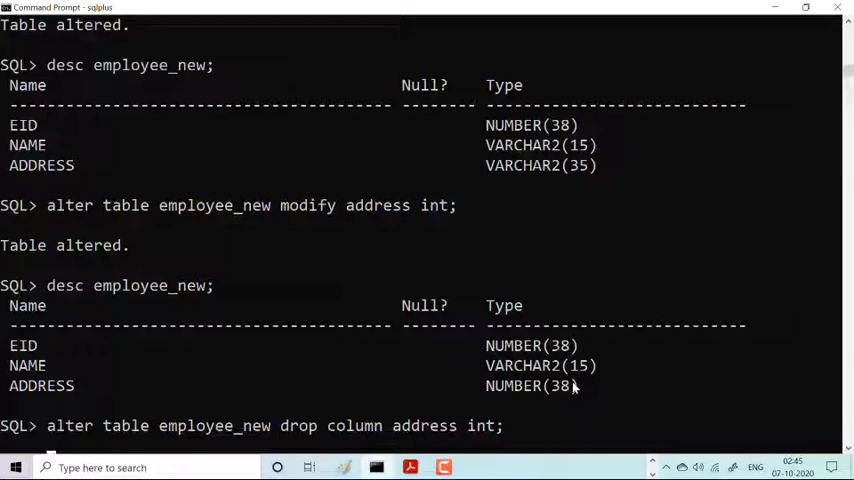 Command Prompt - sqlplus
Table altered.
SQL> desc employee_new;
Name Null? Type
----------------------------------------- -------- ----------------------------
EID NUMBER(38)
NAME VARCHAR2(15)
ADDRESS VARCHAR2(35)
SQL> alter table employee_new modify address int;
Table altered.
SQL> desc employee_new;
Name Null? Type
----------------------------------------- -------- ----------------------------
EID NUMBER(38)
NAME VARCHAR2(15)
ADDRESS NUMBER(38)
SQL> alter table employee_new drop column address int;
Type here to search
ENG
02:45
07-10-2020